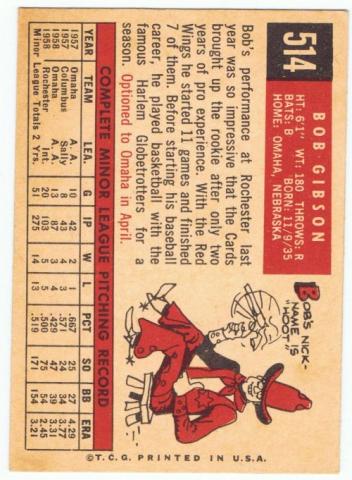 514
BOB GIBSON
HT: 6'1" WT: 180 THROWS: R
BATS: B BORN: 11/9/35
HOME: OMAHA, NEBRASKA
Bob's performance at Rochester last
year was so impressive that the Cards
brought up the rookie after only two
years of pro experience. With the Red
Wings he started 11 games and finished
7 of them. Before starting his baseball
career, he played basketball with the
famous Harlem Globetrotters for a
season. Optioned to Omaha in April.
BOB'S NICK-
NAME IS
"HOOT"
COMPLETE MINOR LEAGUE PITCHING RECORD
YEAR TEAM LEA. G IP W L PCT SO BB ERA
1957 Omaha A. A. 10 42 2 1 .667 25 27 4.29
1957 Columbus Sally 8 43 4 3 .571 24 34 3.77
1958 Omaha A. A. 13 87 3 4 .429 47 39 3.31
1958 Rochester Int. 20 103 5 5 .500 75 54 2.45
Minor League Totals 2 Yrs. 51 275 14 13 .519 171 154 3.21
© T. C. G. PRINTED IN U.S.A.